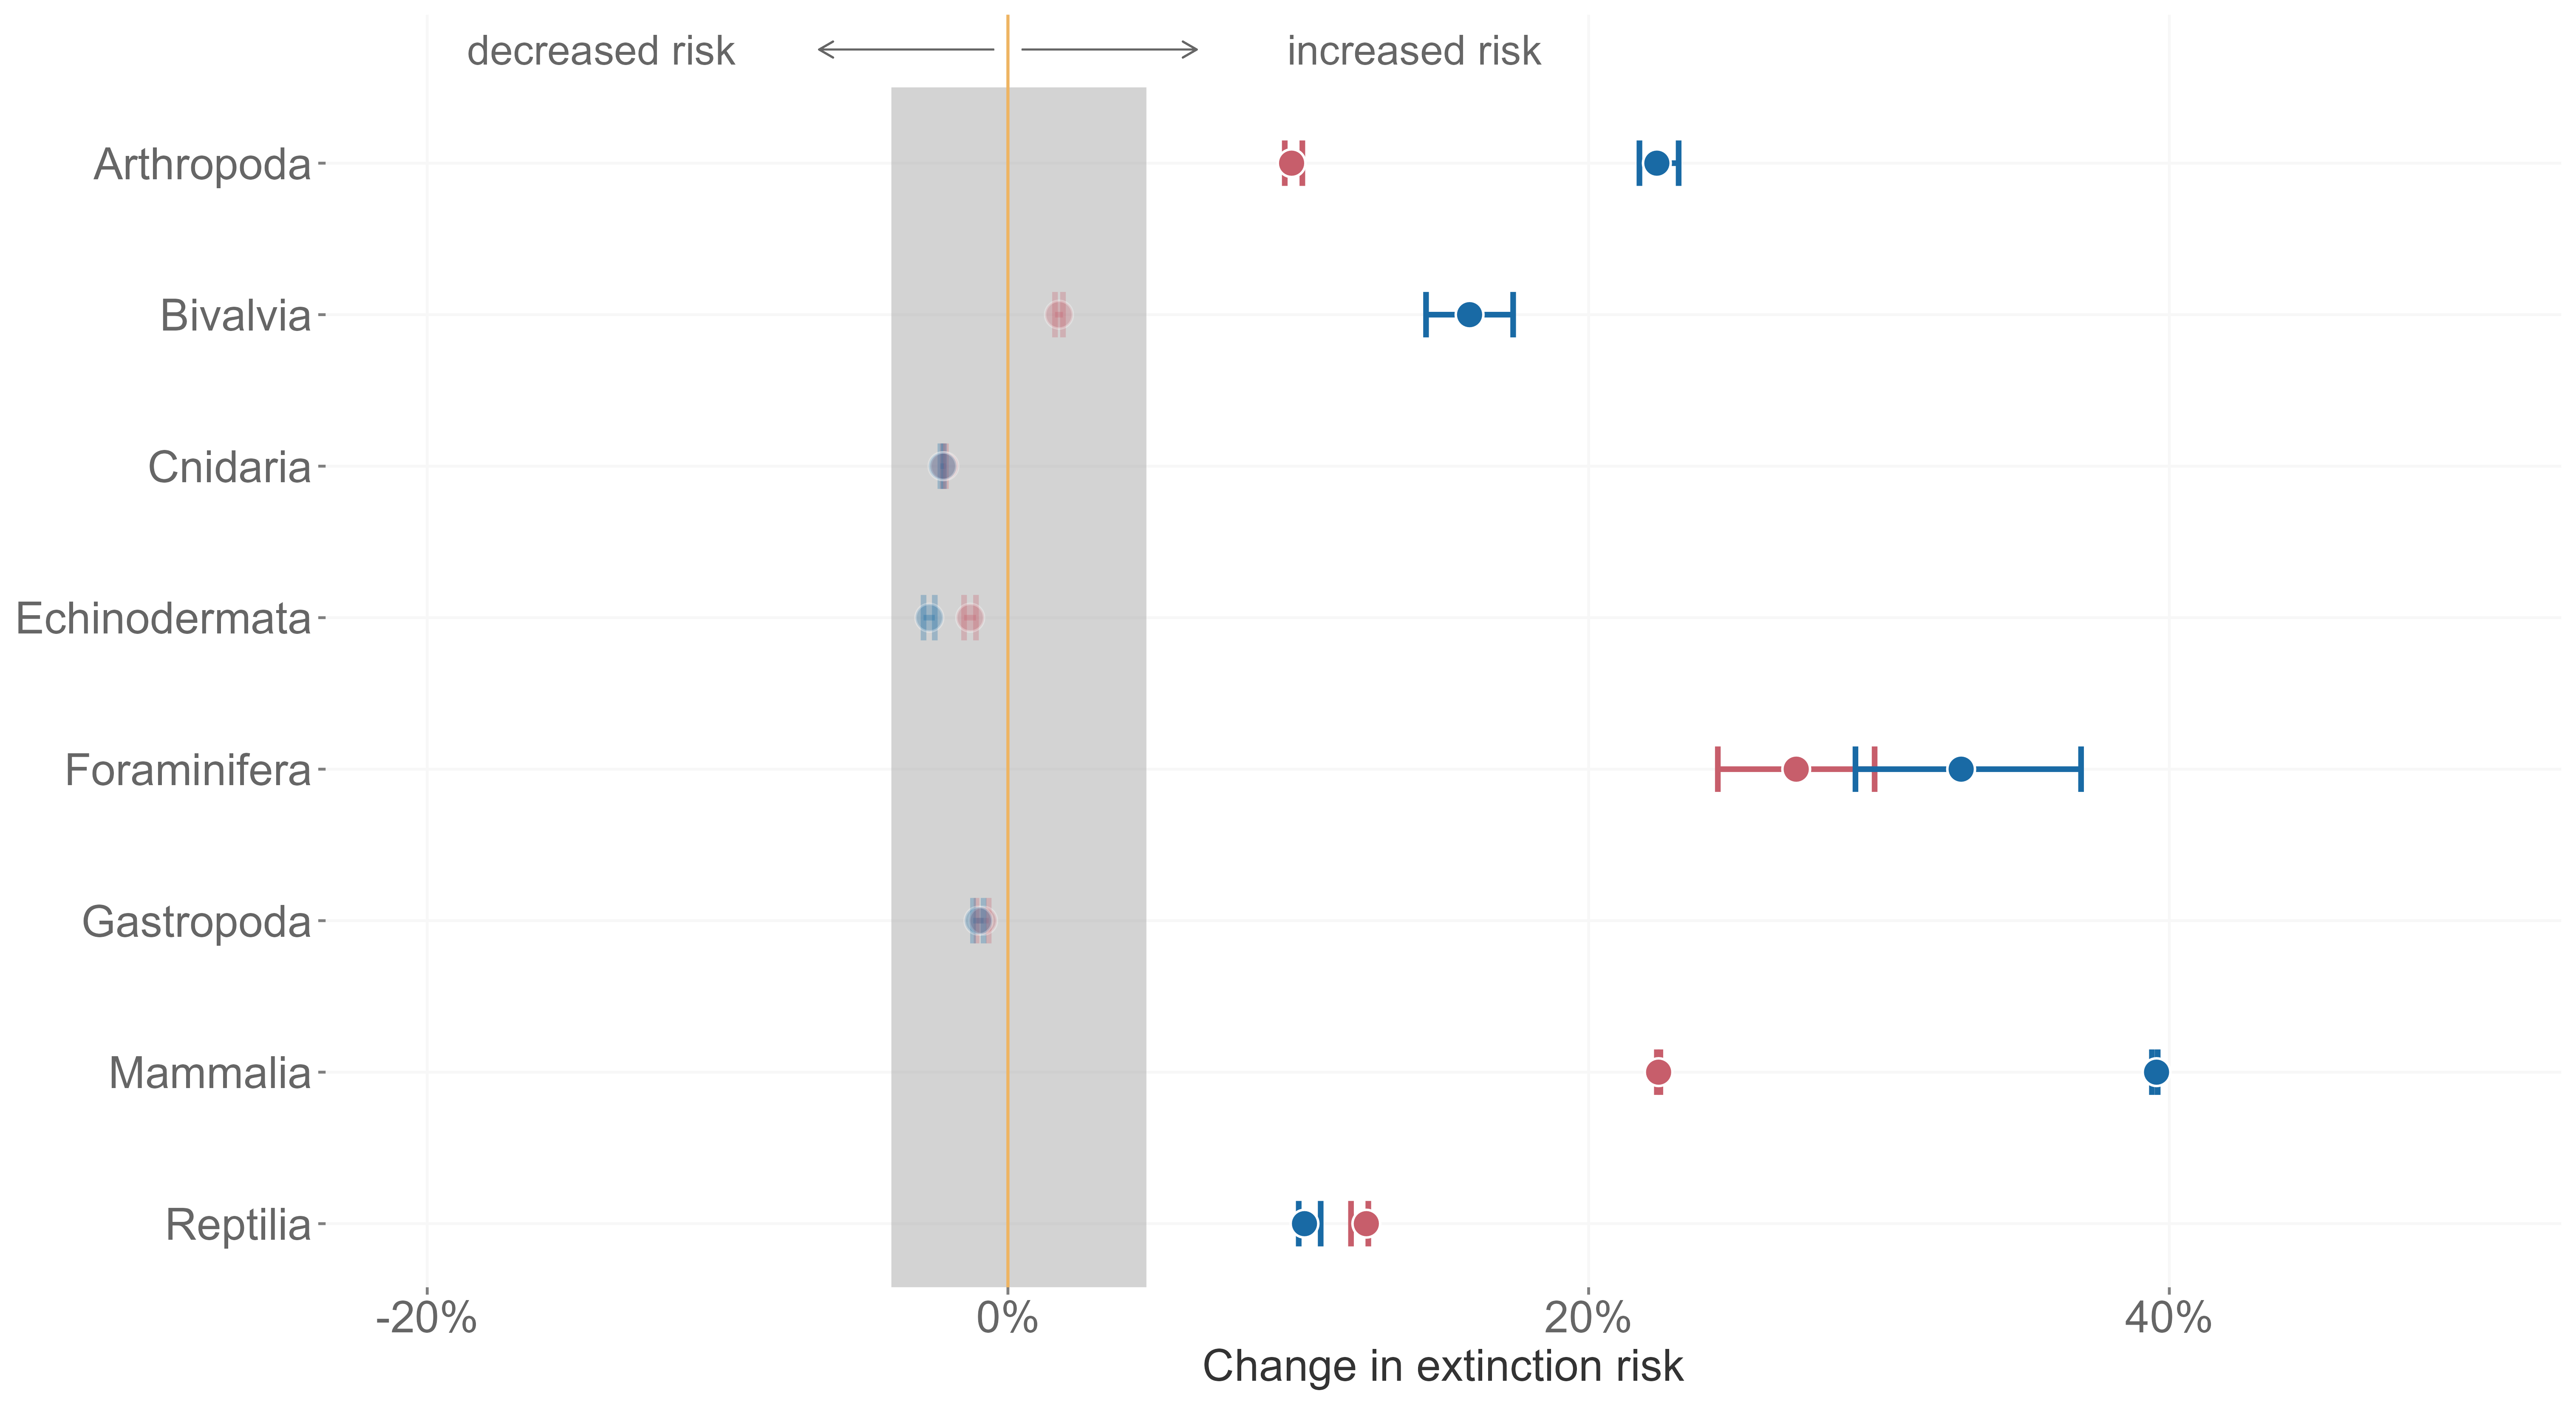 decreased risk
increased risk
Arthropoda
Bivalvia
Cnidaria
Echinodermata
Foraminifera
Gastropoda
Mammalia
Reptilia
-20%
0%
20%
40%
Change in extinction risk